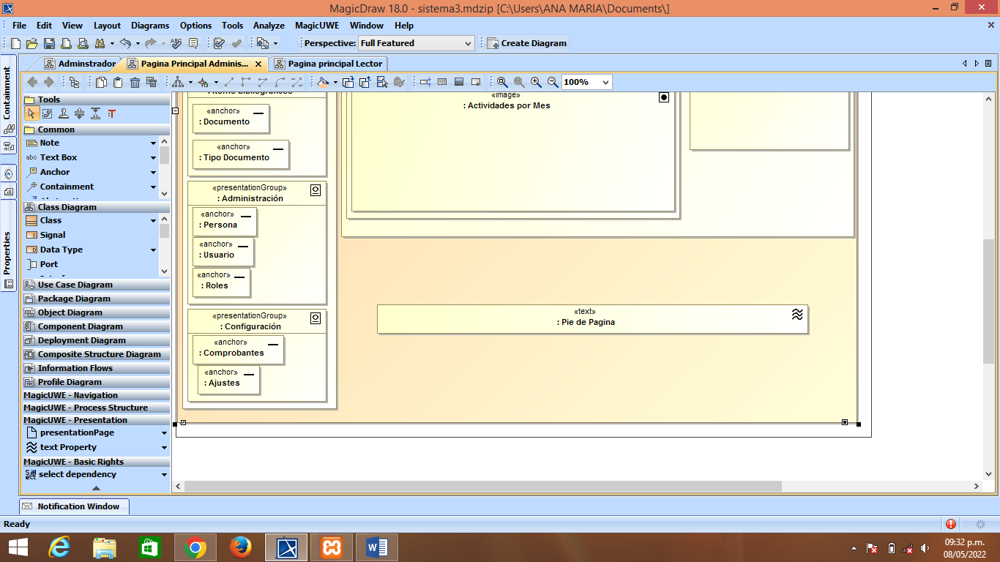 MagicDraw 18.0 - sistema3.mdzip [C:\Users\ANA MARIA\Documents\]
File Edit View Layout Diagrams Options Tools Analyze MagicUWE Window Help
Perspective: Full Featured Create Diagram
Adminstrador Pagina Principal Adminis... Pagina principal Lector
100%
Containment
Properties
Tools
Common
Note
Text Box
Anchor
Containment
Class Diagram
Class
Signal
Data Type
Port
Use Case Diagram
Package Diagram
Object Diagram
Component Diagram
Deployment Diagram
Composite Structure Diagram
Information Flows
Profile Diagram
MagicUWE - Navigation
MagicUWE - Process Structure
MagicUWE - Presentation
presentationPage
text Property
MagicUWE - Basic Rights
select dependency
«anchor»
: Documento
«anchor»
: Tipo Documento
«presentationGroup»
: Administración
«anchor»
: Persona
«anchor»
: Usuario
«anchor»
: Roles
«presentationGroup»
: Configuración
«anchor»
: Comprobantes
«anchor»
: Ajustes
«image»
: Actividades por Mes
«text»
: Pie de Pagina
Notification Window
Ready
09:32 p.m.
08/05/2022